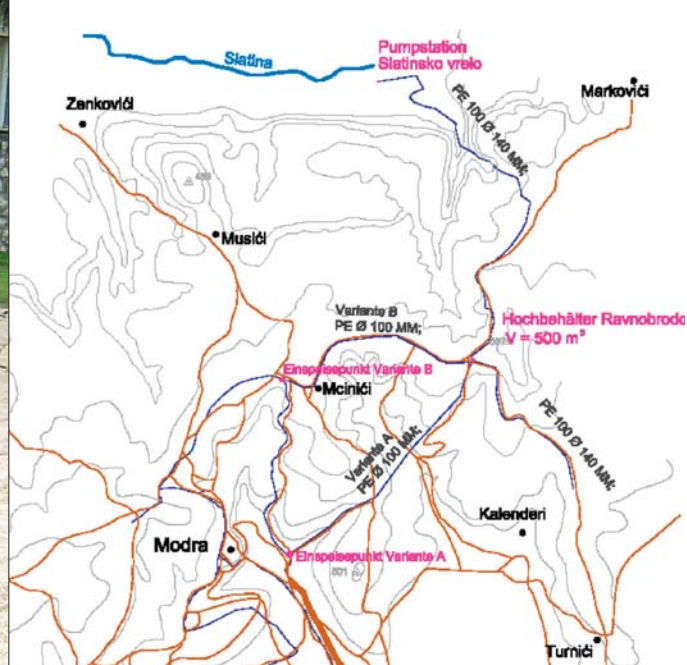 Pumpstation
Slatinsko vrelo
Slatina
Zenkovići
Markovići
PE 100 Ø 140 MM;
Musići
Variante B
PE Ø 100 MM;
Hochbehälter Ravnobrodo
V = 500 m³
Einspeisepunkt Variante B
Mcinići
Variante A
PE Ø 100 MM;
PE 100 Ø 140 MM;
Kalenderi
Modra
Einspeisepunkt Variante A
501
Turnići